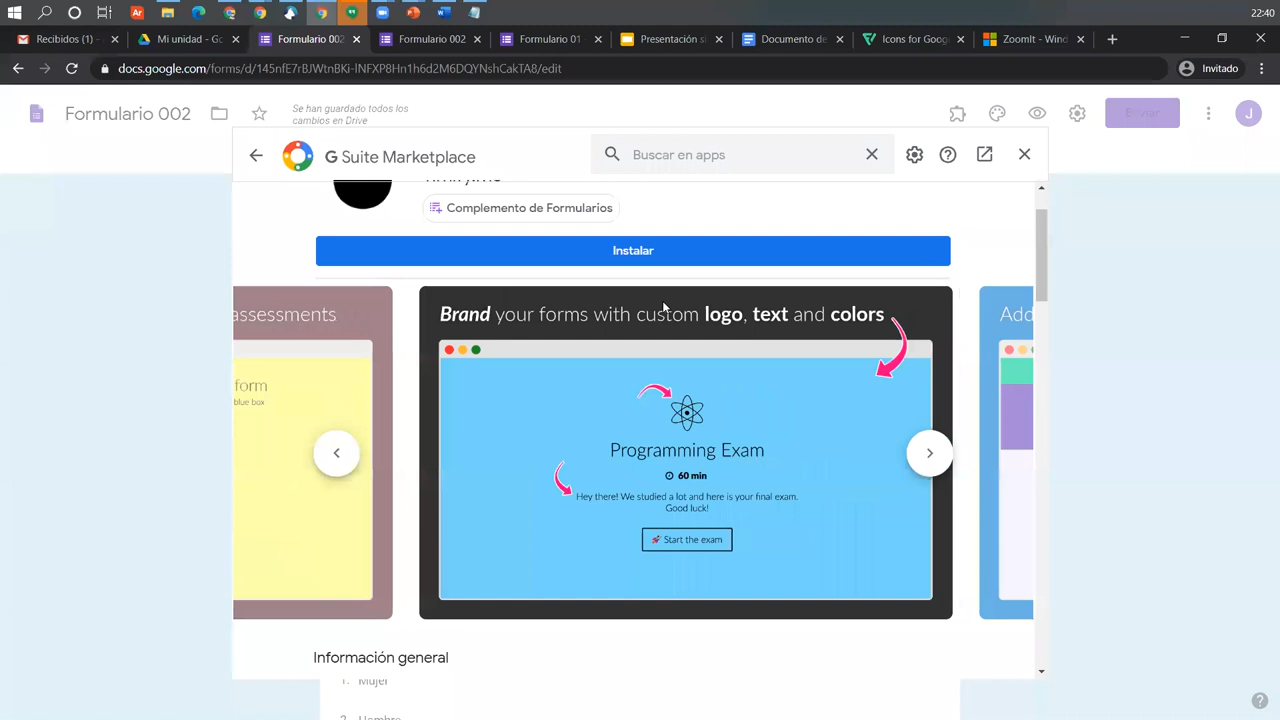 22:40
Recibidos (1) -
Mi unidad - Go
Formulario 002
Formulario 002
Formulario 01
Presentación si
Documento de
Icons for Goog
ZoomIt - Wind
docs.google.com/forms/d/145nfE7rBJWtnBKi-INFXP8Hn1h6d2M6DQYNshCakTA8/edit
Invitado
Formulario 002
Se han guardado todos los
cambios en Drive
Enviar
J
G Suite Marketplace
Buscar en apps
Complemento de Formularios
Instalar
assessments
form
blue box
Brand your forms with custom logo, text and colors
Programming Exam
60 min
Hey there! We studied a lot and here is your final exam.
Good luck!
Start the exam
Add
Información general
1. Mujer
2. Hombre